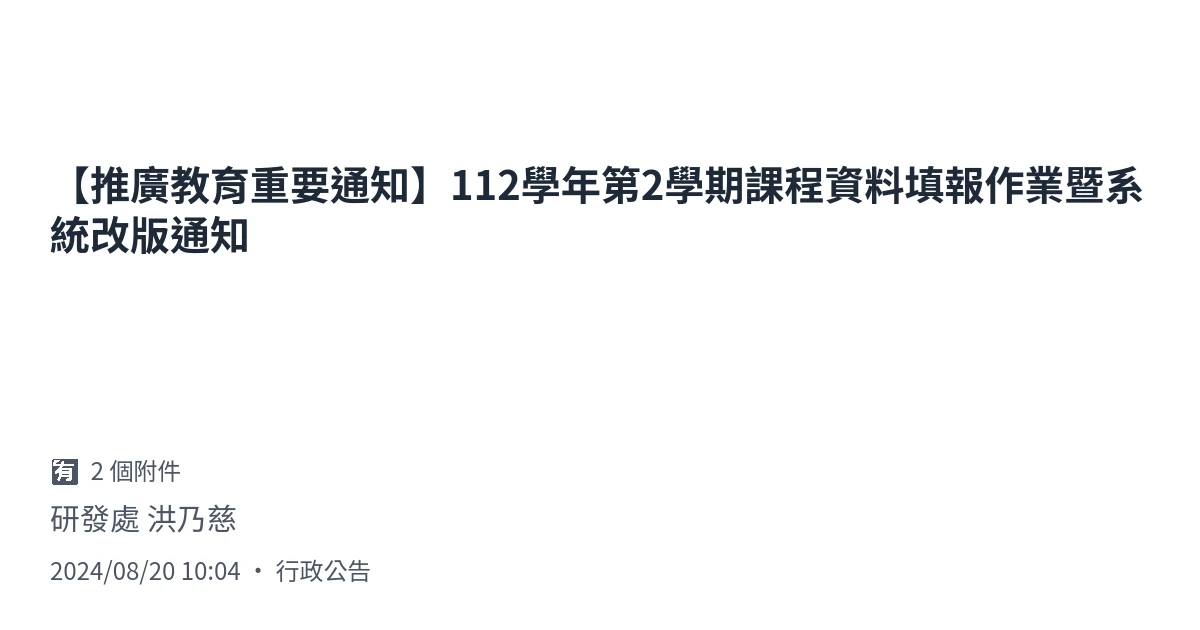 【推廣教育重要通知】112學年第2學期課程資料填報作業暨系
統改版通知
有 2 個附件
研發處 洪乃慈
2024/08/20 10:04 ・ 行政公告